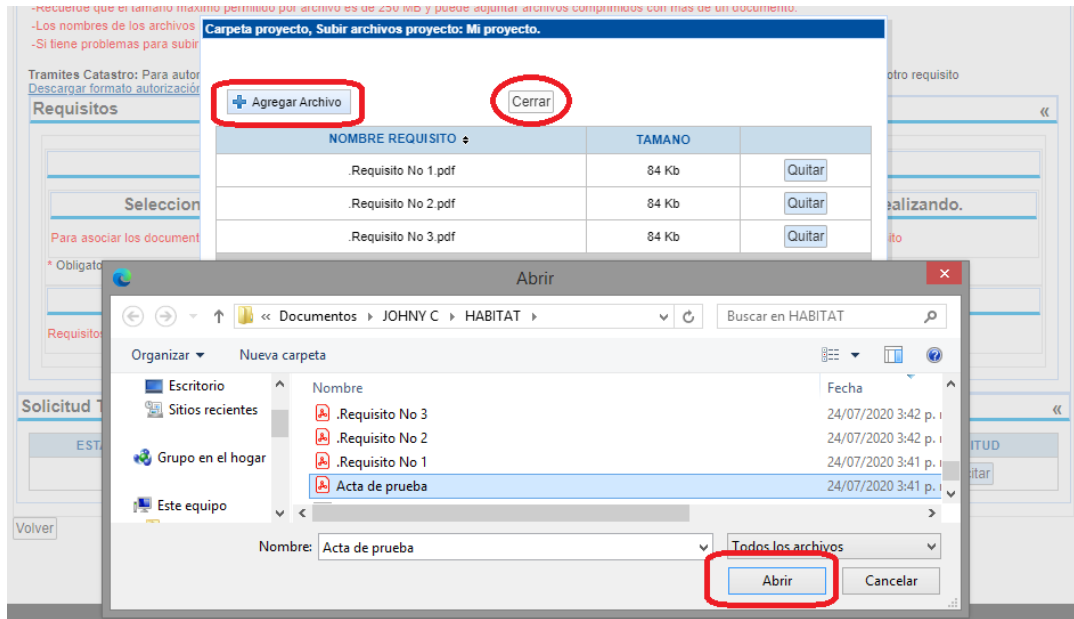 -Recuerde que el tamaño máximo permitido por archivo es de 250 MB y puede adjuntar archivos comprimidos con más de un documento.
-Los nombres de los archivos
-Si tiene problemas para subir
Carpeta proyecto, Subir archivos proyecto: Mi proyecto.
Tramites Catastro: Para autor
otro requisito
Descargar formato autorización
Agregar Archivo
Cerrar
Requisitos
«
NOMBRE REQUISITO TAMANO
.Requisito No 1.pdf 84 Kb Quitar
.Requisito No 2.pdf 84 Kb Quitar
.Requisito No 3.pdf 84 Kb Quitar
Seleccion
ealizando.
Para asociar los document
ito
* Obligato
Requisitos
Abrir
« Documentos JOHNY C HABITAT
Buscar en HABITAT
Organizar Nueva carpeta
Escritorio
Sitios recientes
Grupo en el hogar
Este equipo
Nombre Fecha
.Requisito No 3 24/07/2020 3:42 p.
.Requisito No 2 24/07/2020 3:42 p.
.Requisito No 1 24/07/2020 3:41 p.
Acta de prueba 24/07/2020 3:41 p.
Nombre: Acta de prueba Todos los archivos
Abrir Cancelar
Solicitud T
«
EST
ITUD
itar
Volver